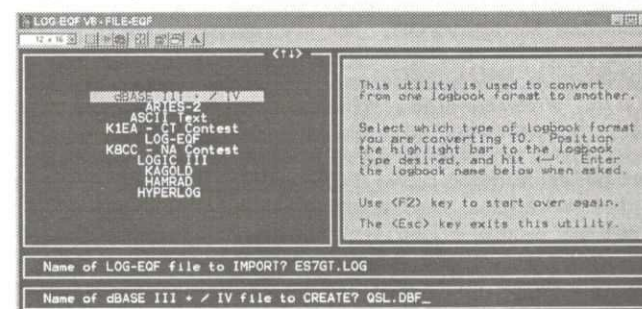 LOG-EQF V8 - FILE-EQF
12 x 16
<↑↓>
dBASE III + / IV
ARIES-2
ASCII Text
K1EA - CT Contest
LOG-EQF
K8CC - NA Contest
LOGIC III
KAGOLD
HAMRAD
HYPERLOG
This utility is used to convert
from one logbook format to another.
Select which type of logbook format
you are converting TO. Position
the highlight bar to the logbook
type desired, and hit ←┘. Enter
the logbook name below when asked.
Use <F2> key to start over again.
The <Esc> key exits this utility.
Name of LOG-EQF file to IMPORT? ES7GT.LOG
Name of dBASE III + / IV file to CREATE? QSL.DBF_